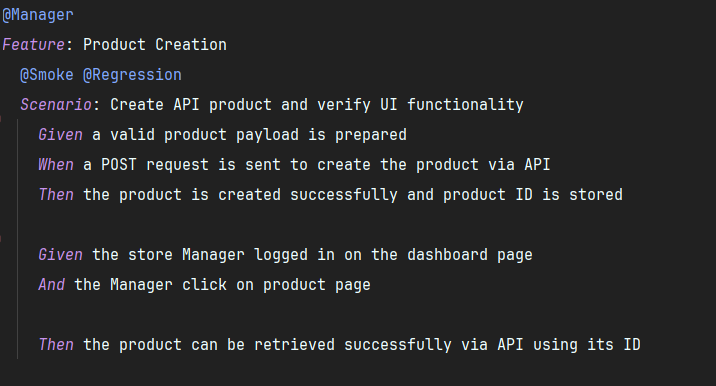 @Manager
Feature: Product Creation
@Smoke @Regression
Scenario: Create API product and verify UI functionality
Given a valid product payload is prepared
When a POST request is sent to create the product via API
Then the product is created successfully and product ID is stored
Given the store Manager logged in on the dashboard page
And the Manager click on product page
Then the product can be retrieved successfully via API using its ID